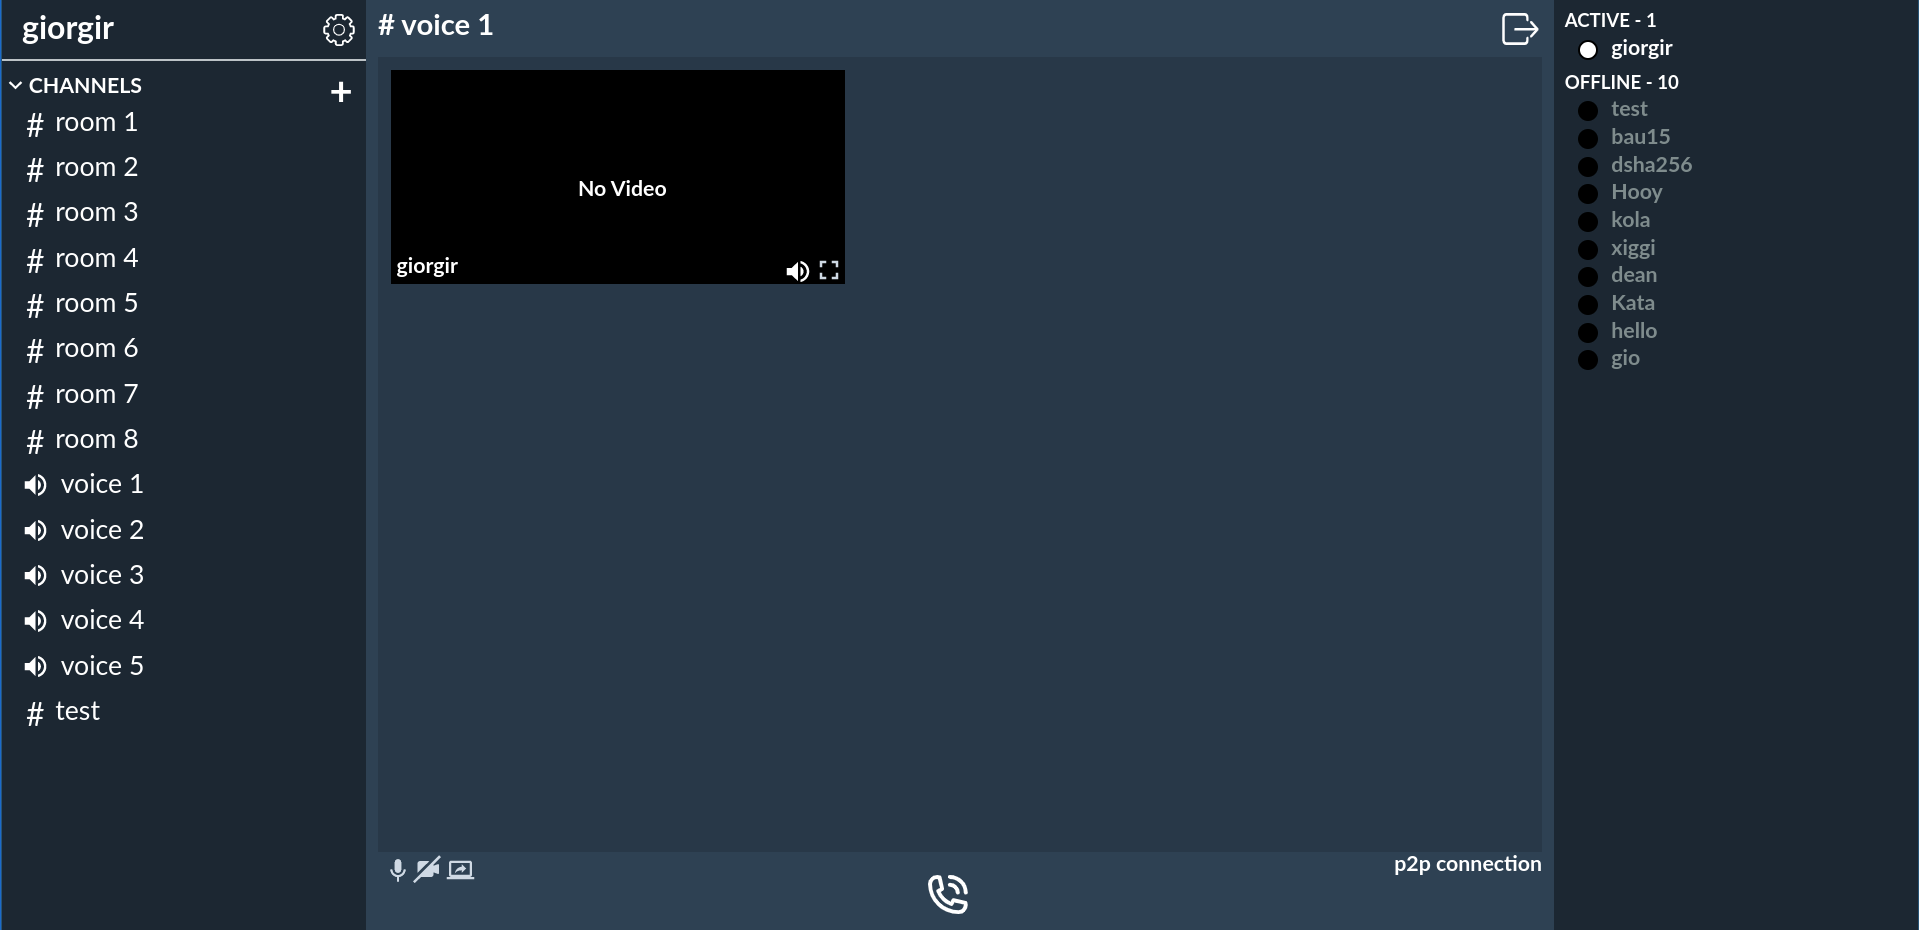 giorgir
CHANNELS
# room 1
# room 2
# room 3
# room 4
# room 5
# room 6
# room 7
# room 8
voice 1
voice 2
voice 3
voice 4
voice 5
# test
# voice 1
No Video
giorgir
p2p connection
ACTIVE - 1
giorgir
OFFLINE - 10
test
bau15
dsha256
Hooy
kola
xiggi
dean
Kata
hello
gio